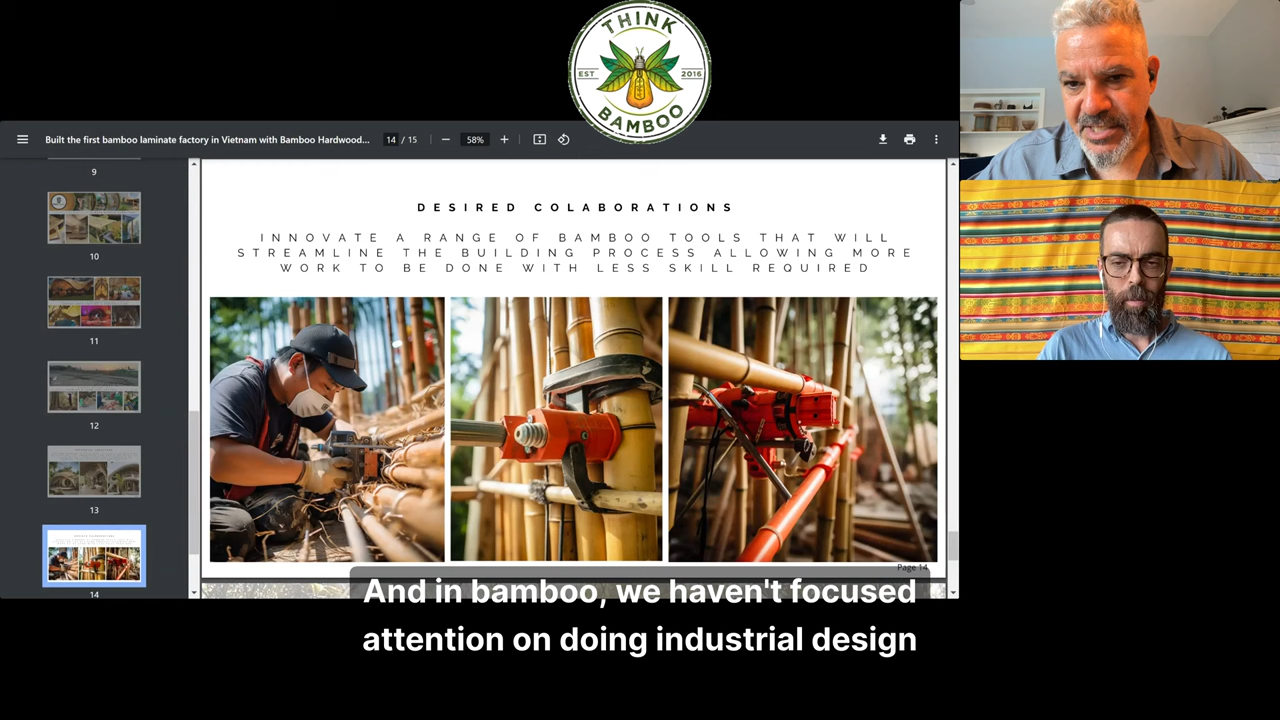 THINK
EST 2016
BAMBOO
Built the first bamboo laminate factory in Vietnam with Bamboo Hardwood... 14 / 15 58%
9
10
11
12
13
14
DESIRED COLABORATIONS
INNOVATE A RANGE OF BAMBOO TOOLS THAT WILL
STREAMLINE THE BUILDING PROCESS ALLOWING MORE
WORK TO BE DONE WITH LESS SKILL REQUIRED
Page 14
And in bamboo, we haven't focused
attention on doing industrial design